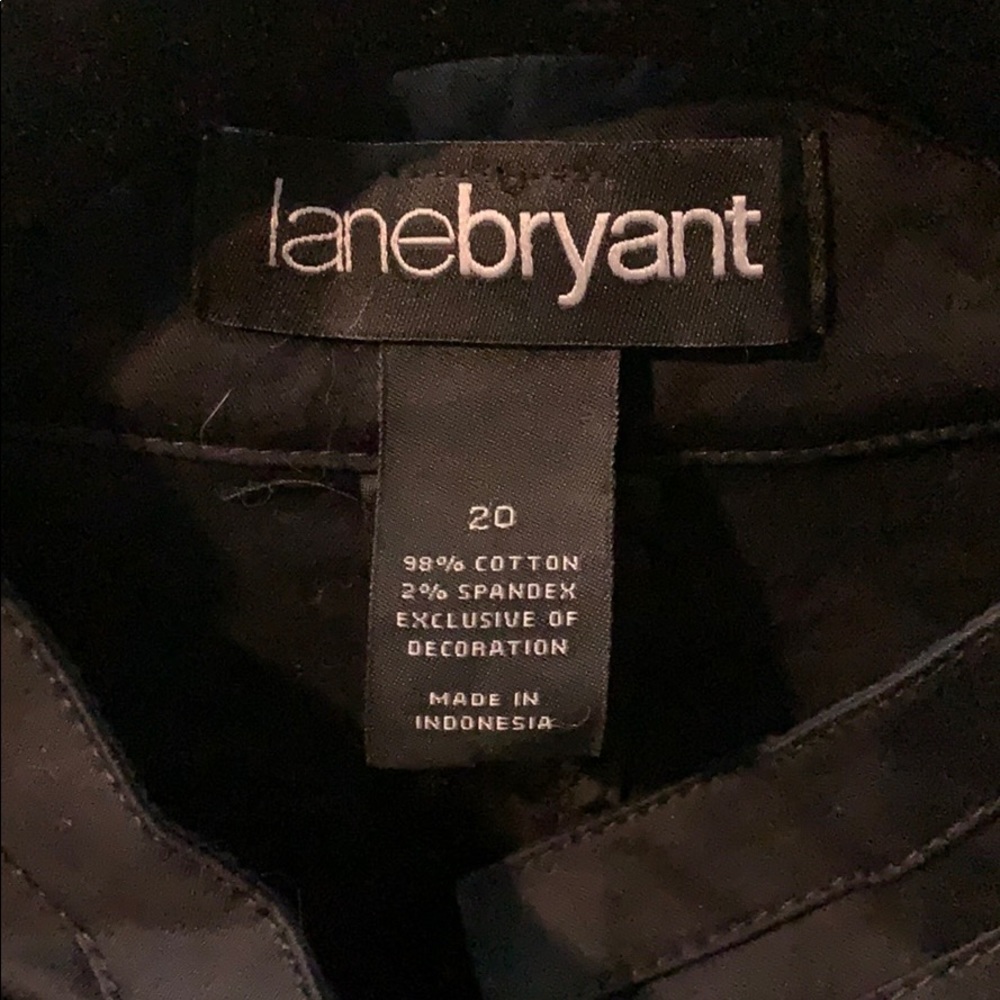 lanebryant
20
98% COTTON
2% SPANDEX
EXCLUSIVE OF
DECORATION
MADE IN
INDONESIA